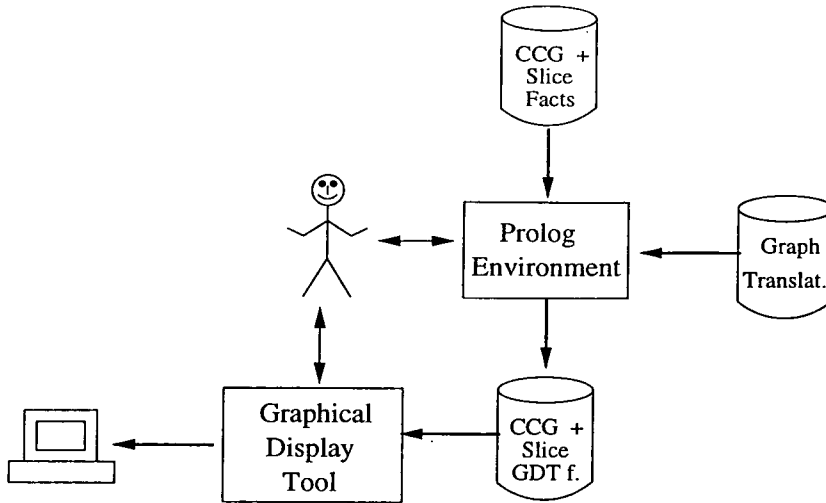 CCG +
Slice
Facts
Prolog
Environment
Graph
Translat.
Graphical
Display
Tool
CCG +
Slice
GDT f.